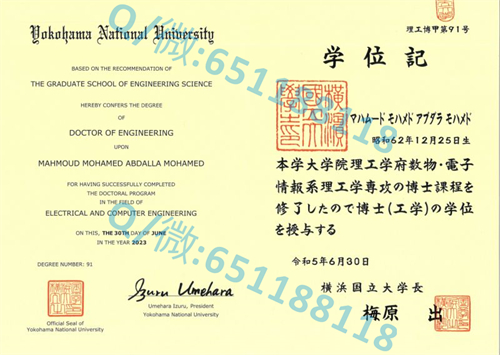 Yokohama National University
BASED ON THE RECOMMENDATION OF
THE GRADUATE SCHOOL OF ENGINEERING SCIENCE
HEREBY CONFERS THE DEGREE
OF
DOCTOR OF ENGINEERING
UPON
MAHMOUD MOHAMED ABDALLA MOHAMED
FOR HAVING SUCCESSFULLY COMPLETED
THE DOCTORAL PROGRAM
IN THE FIELD OF
ELECTRICAL AND COMPUTER ENGINEERING
ON THIS, THE 30TH DAY OF JUNE
IN THE YEAR 2023
DEGREE NUMBER: 91
Official Seal of
Yokohama National University
Izuru Umehara
Umehara Izuru, President
Yokohama National University
理工博甲第91号
学位記
横濱
國立大
學印
マハムード モハメド アブダラ モハメド
昭和62年12月25日生
本学大学院理工学府数物・電子
情報系理工学専攻の博士課程を
修了したので博士(工学)の学位
を授与する
令和5年6月30日
横浜国立大学長
梅原 出
Q/微:651188118
Q/微:651188118